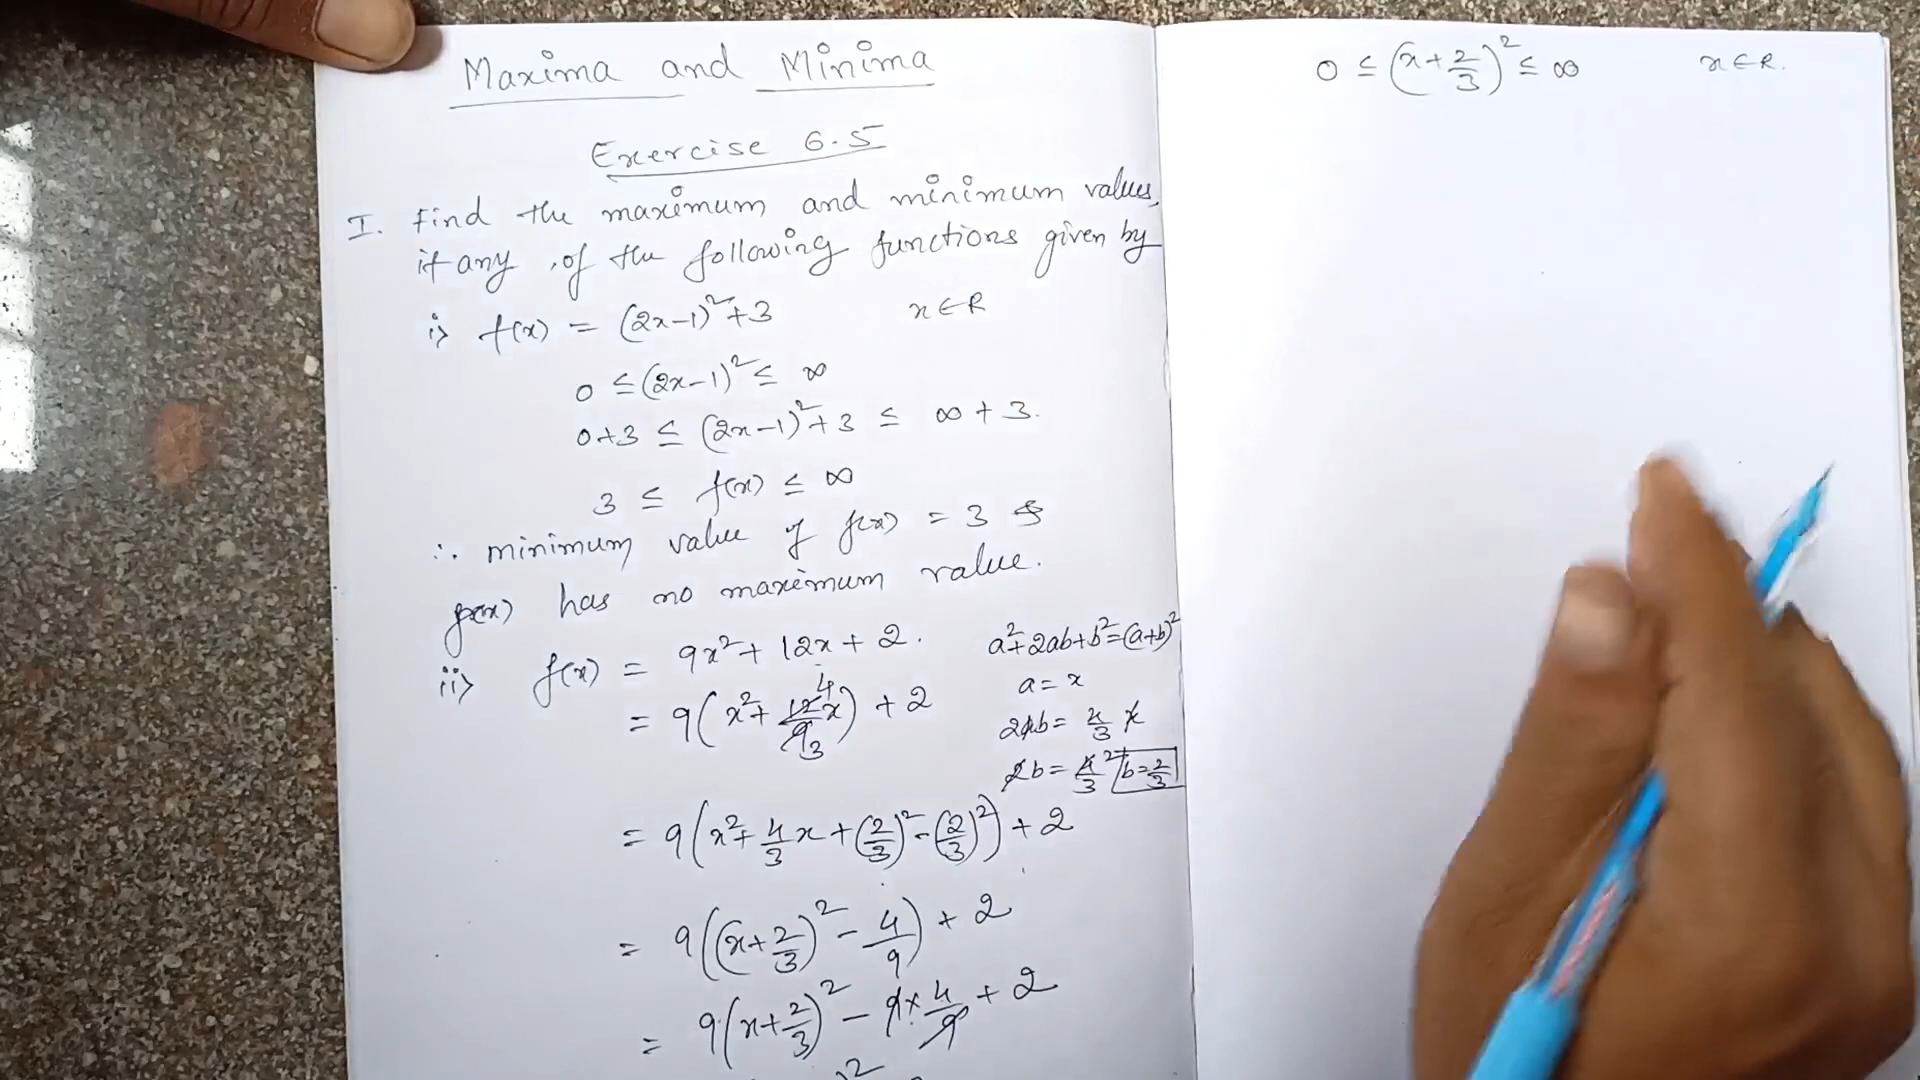 Maxima and Minima
Exercise 6.5
I. Find the maximum and minimum values,
if any, of the following functions given by
i) f(x) = (2x-1)² + 3 x∈R
0 ≤ (2x-1)² ≤ ∞
0+3 ≤ (2x-1)² + 3 ≤ ∞ + 3.
3 ≤ f(x) ≤ ∞
∴ minimum value of f(x) = 3
f(x) has no maximum value.
ii) f(x) = 9x² + 12x + 2. a²+2ab+b²=(a+b)²
= 9(x² + 12/9 x) + 2 4 3
a = x
2ab = 4/3 x
2b = 4/3 2 b = 2/3
= 9(x² + 4/3 x + (2/3)² - (2/3)²) + 2
= 9((x + 2/3)² - 4/9) + 2
= 9(x + 2/3)² - 9 × 4/9 + 2
2
0 ≤ (x + 2/3)² ≤ ∞ x∈R.